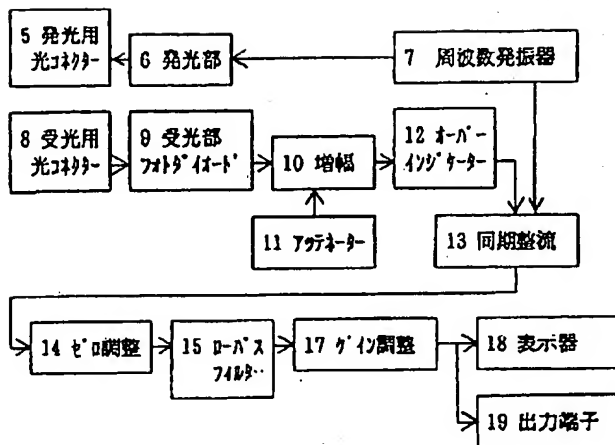 5 発光用
光コネクター
6 発光部
7 周波数発振器
8 受光用
光コネクター
9 受光部
フォトダイオード
10 増幅
12 オーバー
インジケーター
11 アッテネーター
13 同期整流
14 ゼロ調整
15 ローパス
フィルター
17 ゲイン調整
18 表示器
19 出力端子